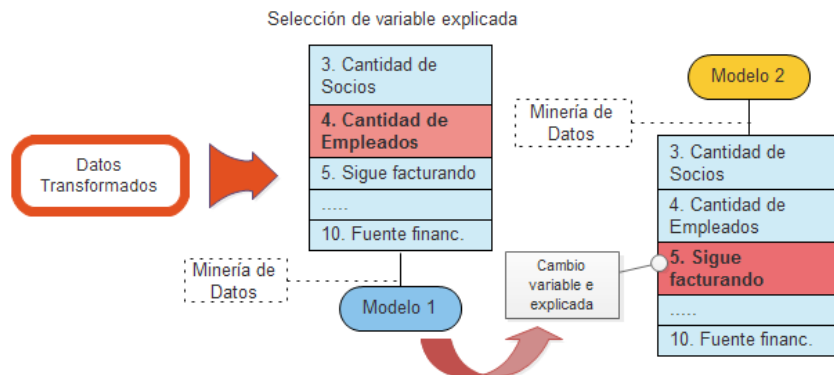 Selección de variable explicada
Datos
Transformados
3. Cantidad de
Socios
4. Cantidad de
Empleados
5. Sigue facturando
.....
10. Fuente financ.
Minería de
Datos
Modelo 1
Cambio
variable e
explicada
Modelo 2
Minería de
Datos
3. Cantidad de
Socios
4. Cantidad de
Empleados
5. Sigue
facturando
.....
10. Fuente financ.